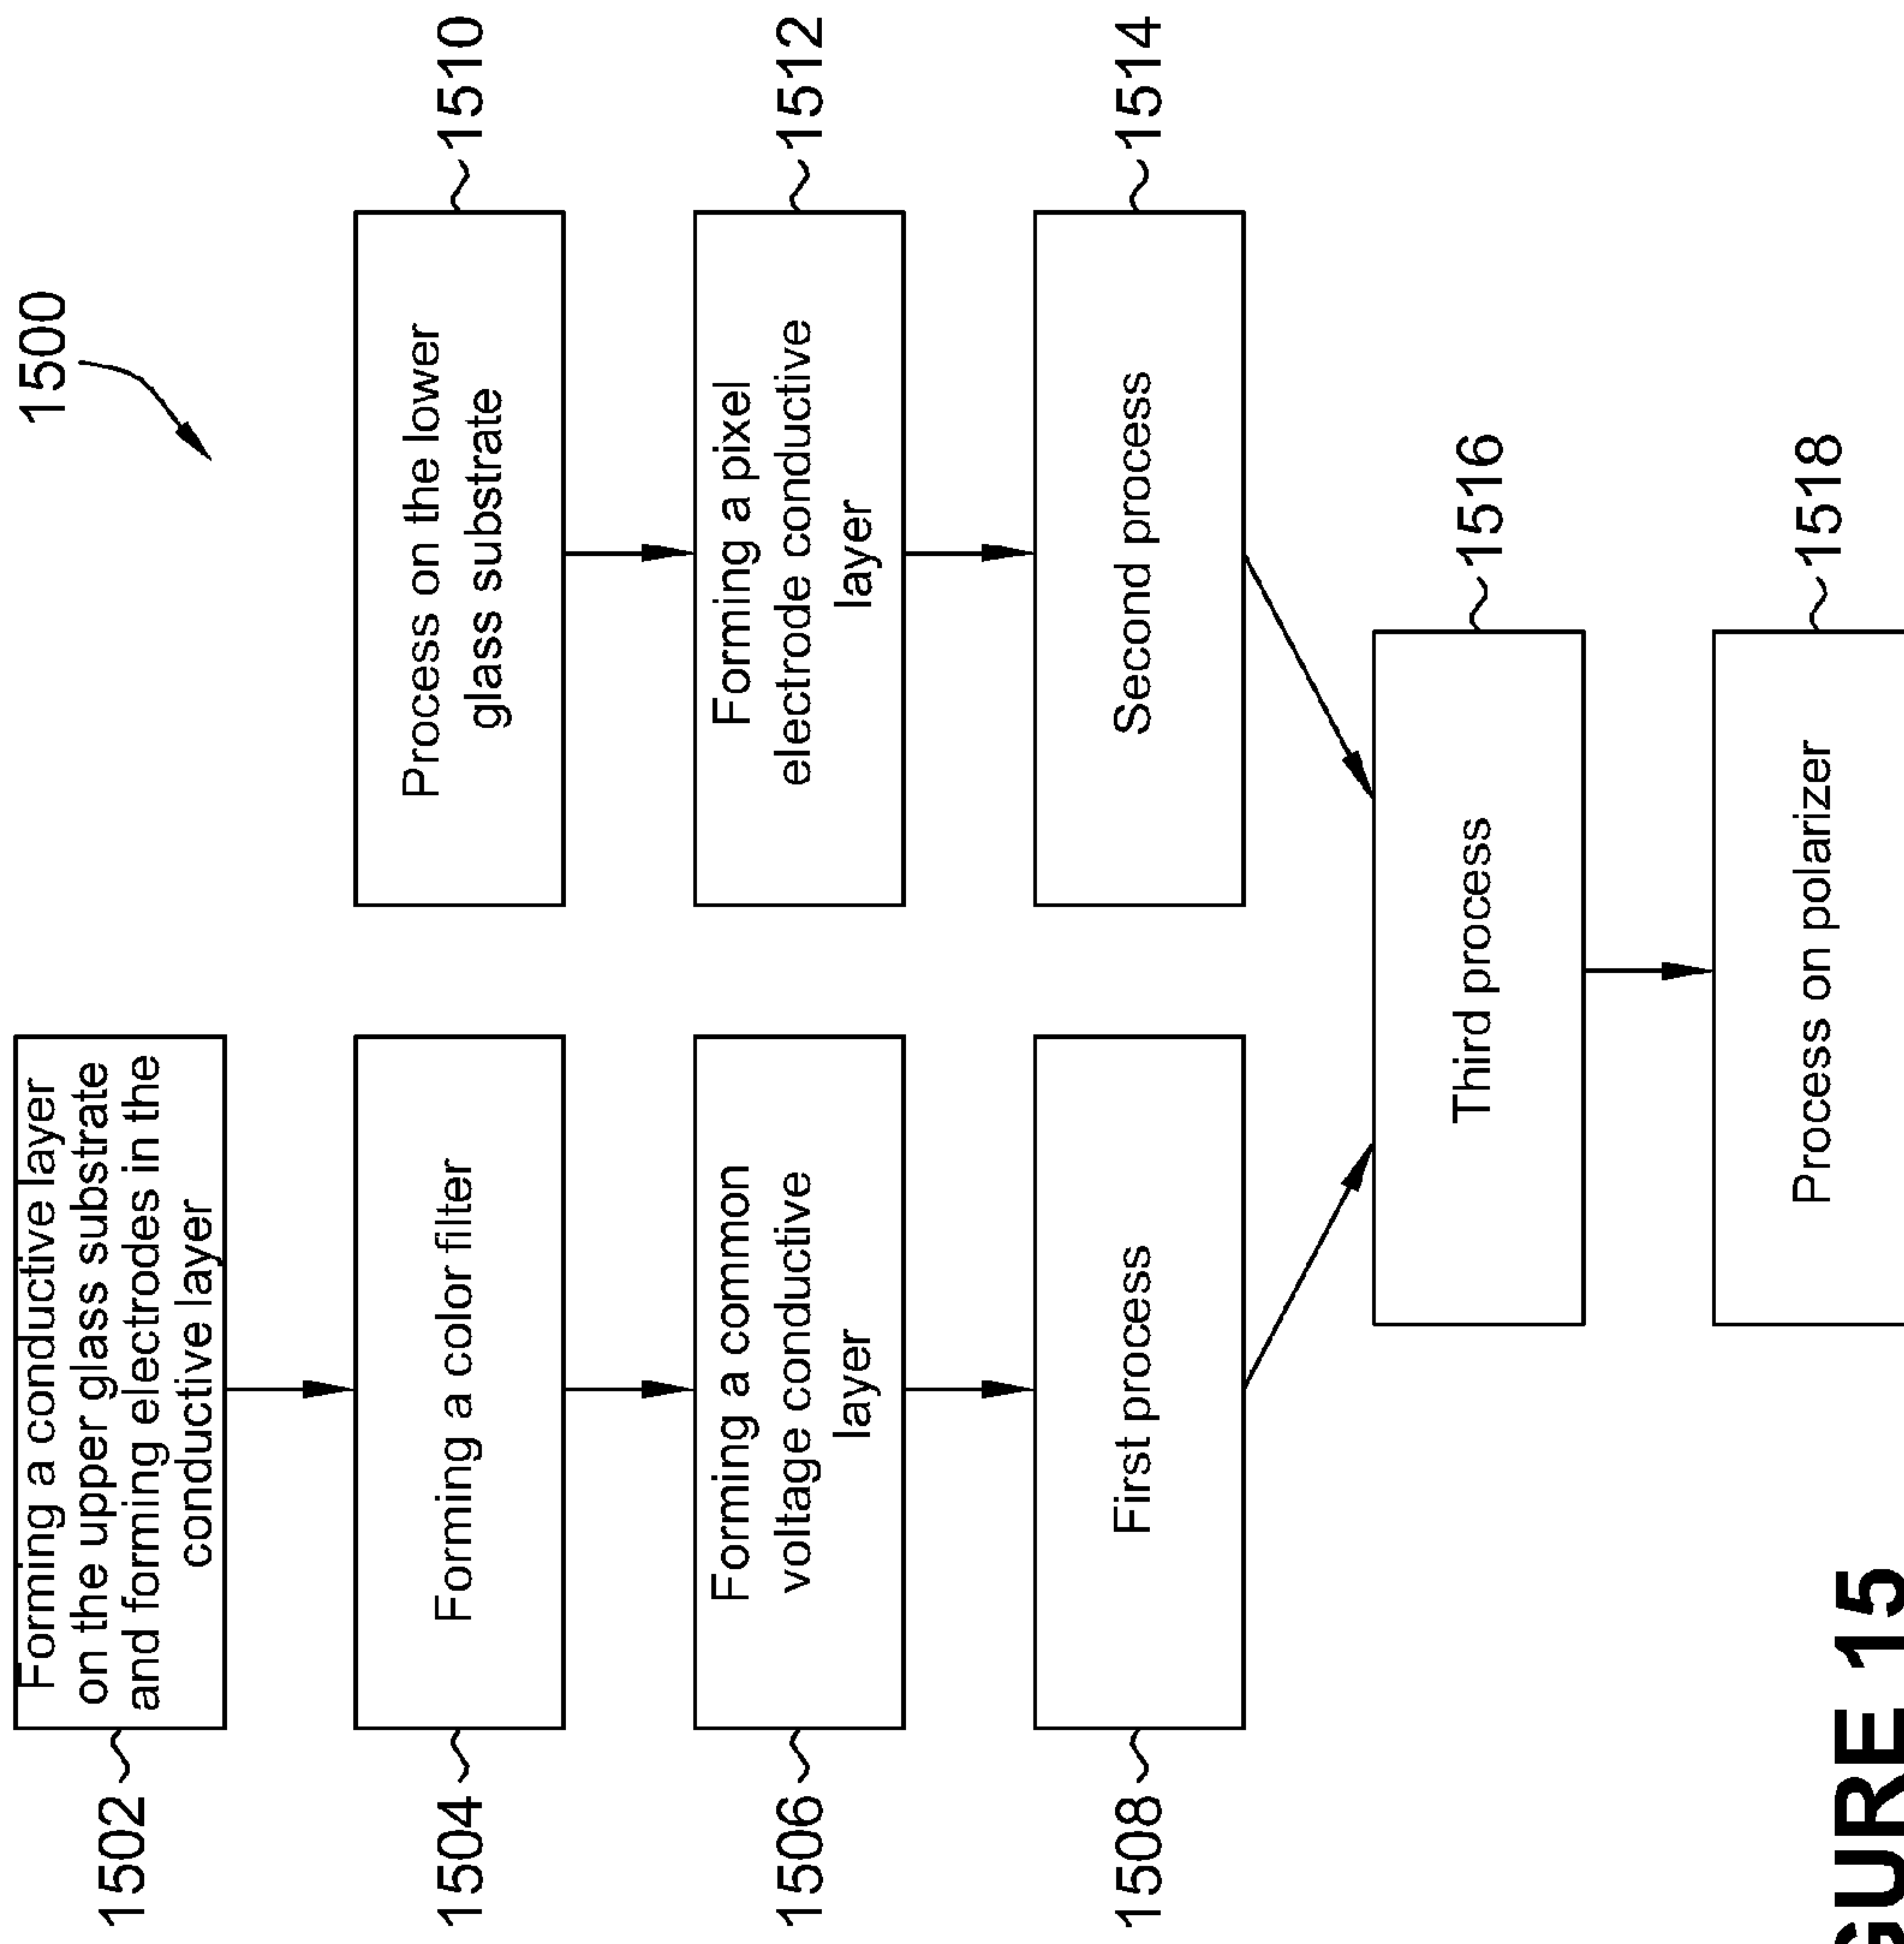 1500
1502
Forming a conductive layer
on the upper glass substrate
and forming electrodes in the
conductive layer
1504
Forming a color filter
Process on the lower
glass substrate
1510
1506
Forming a common
voltage conductive
layer
Forming a pixel
electrode conductive
layer
1512
1508
First process
Second process
1514
Third process
1516
Process on polarizer
1518
GURE 15